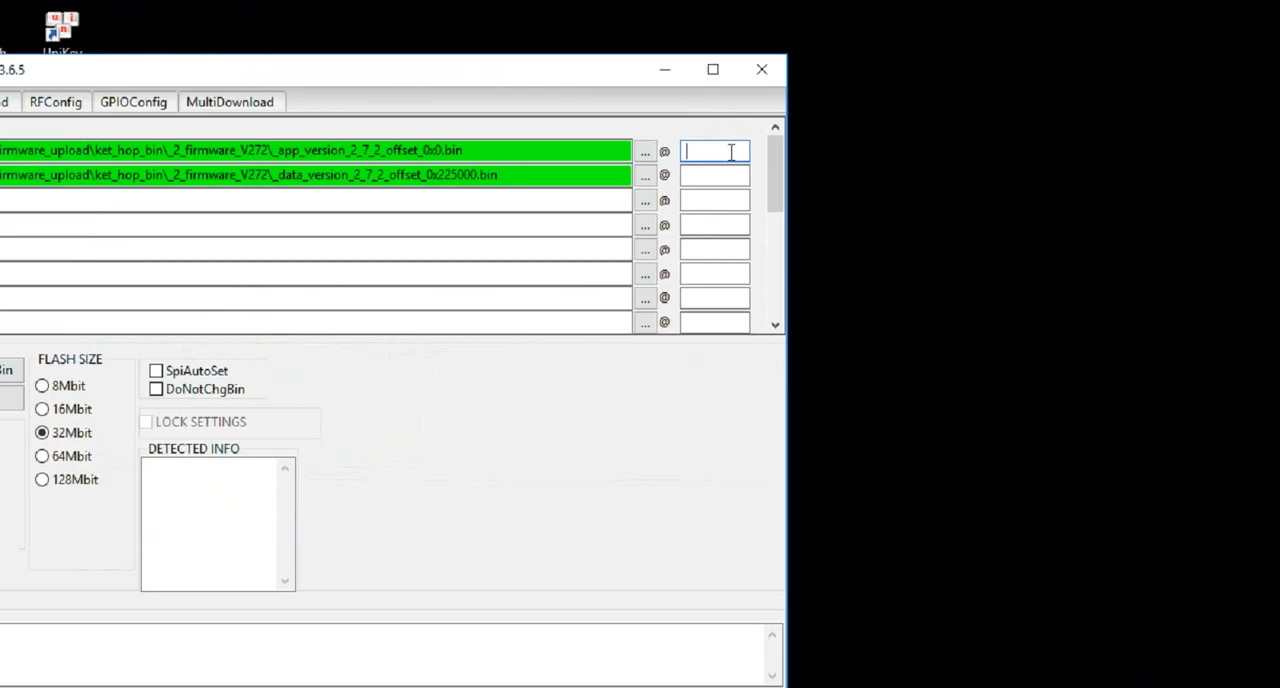 UniKey
3.6.5
RFConfig GPIOConfig MultiDownload
irmware_upload\ket_hop_bin\_2_firmware_V272\_app_version_2_7_2_offset_0x0.bin ... @
irmware_upload\ket_hop_bin\_2_firmware_V272\_data_version_2_7_2_offset_0x225000.bin ... @
... @
... @
... @
... @
... @
... @
FLASH SIZE
8Mbit
16Mbit
32Mbit
64Mbit
128Mbit
SpiAutoSet
DoNotChgBin
LOCK SETTINGS
DETECTED INFO